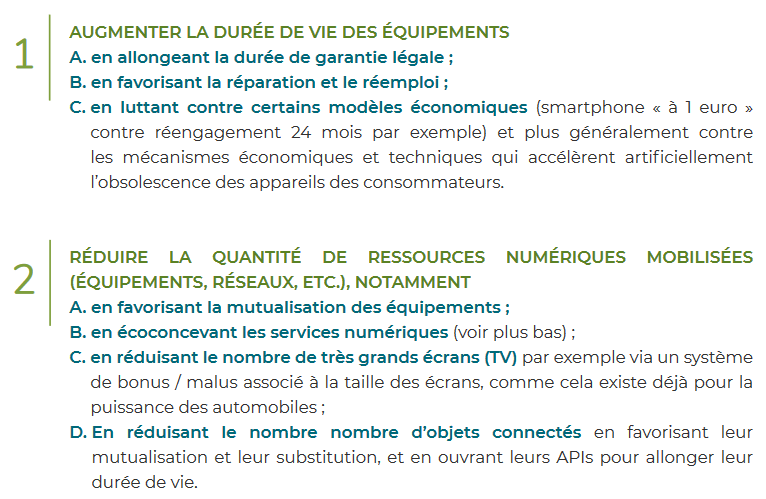 1
AUGMENTER LA DURÉE DE VIE DES ÉQUIPEMENTS
A. en allongeant la durée de garantie légale ;
B. en favorisant la réparation et le réemploi ;
C. en luttant contre certains modèles économiques (smartphone « à 1 euro »
contre réengagement 24 mois par exemple) et plus généralement contre
les mécanismes économiques et techniques qui accélèrent artificiellement
l’obsolescence des appareils des consommateurs.
2
RÉDUIRE LA QUANTITÉ DE RESSOURCES NUMÉRIQUES MOBILISÉES
(ÉQUIPEMENTS, RÉSEAUX, ETC.), NOTAMMENT
A. en favorisant la mutualisation des équipements ;
B. en écoconcevant les services numériques (voir plus bas) ;
C. en réduisant le nombre de très grands écrans (TV) par exemple via un système
de bonus / malus associé à la taille des écrans, comme cela existe déjà pour la
puissance des automobiles ;
D. En réduisant le nombre nombre d’objets connectés en favorisant leur
mutualisation et leur substitution, et en ouvrant leurs APIs pour allonger leur
durée de vie.